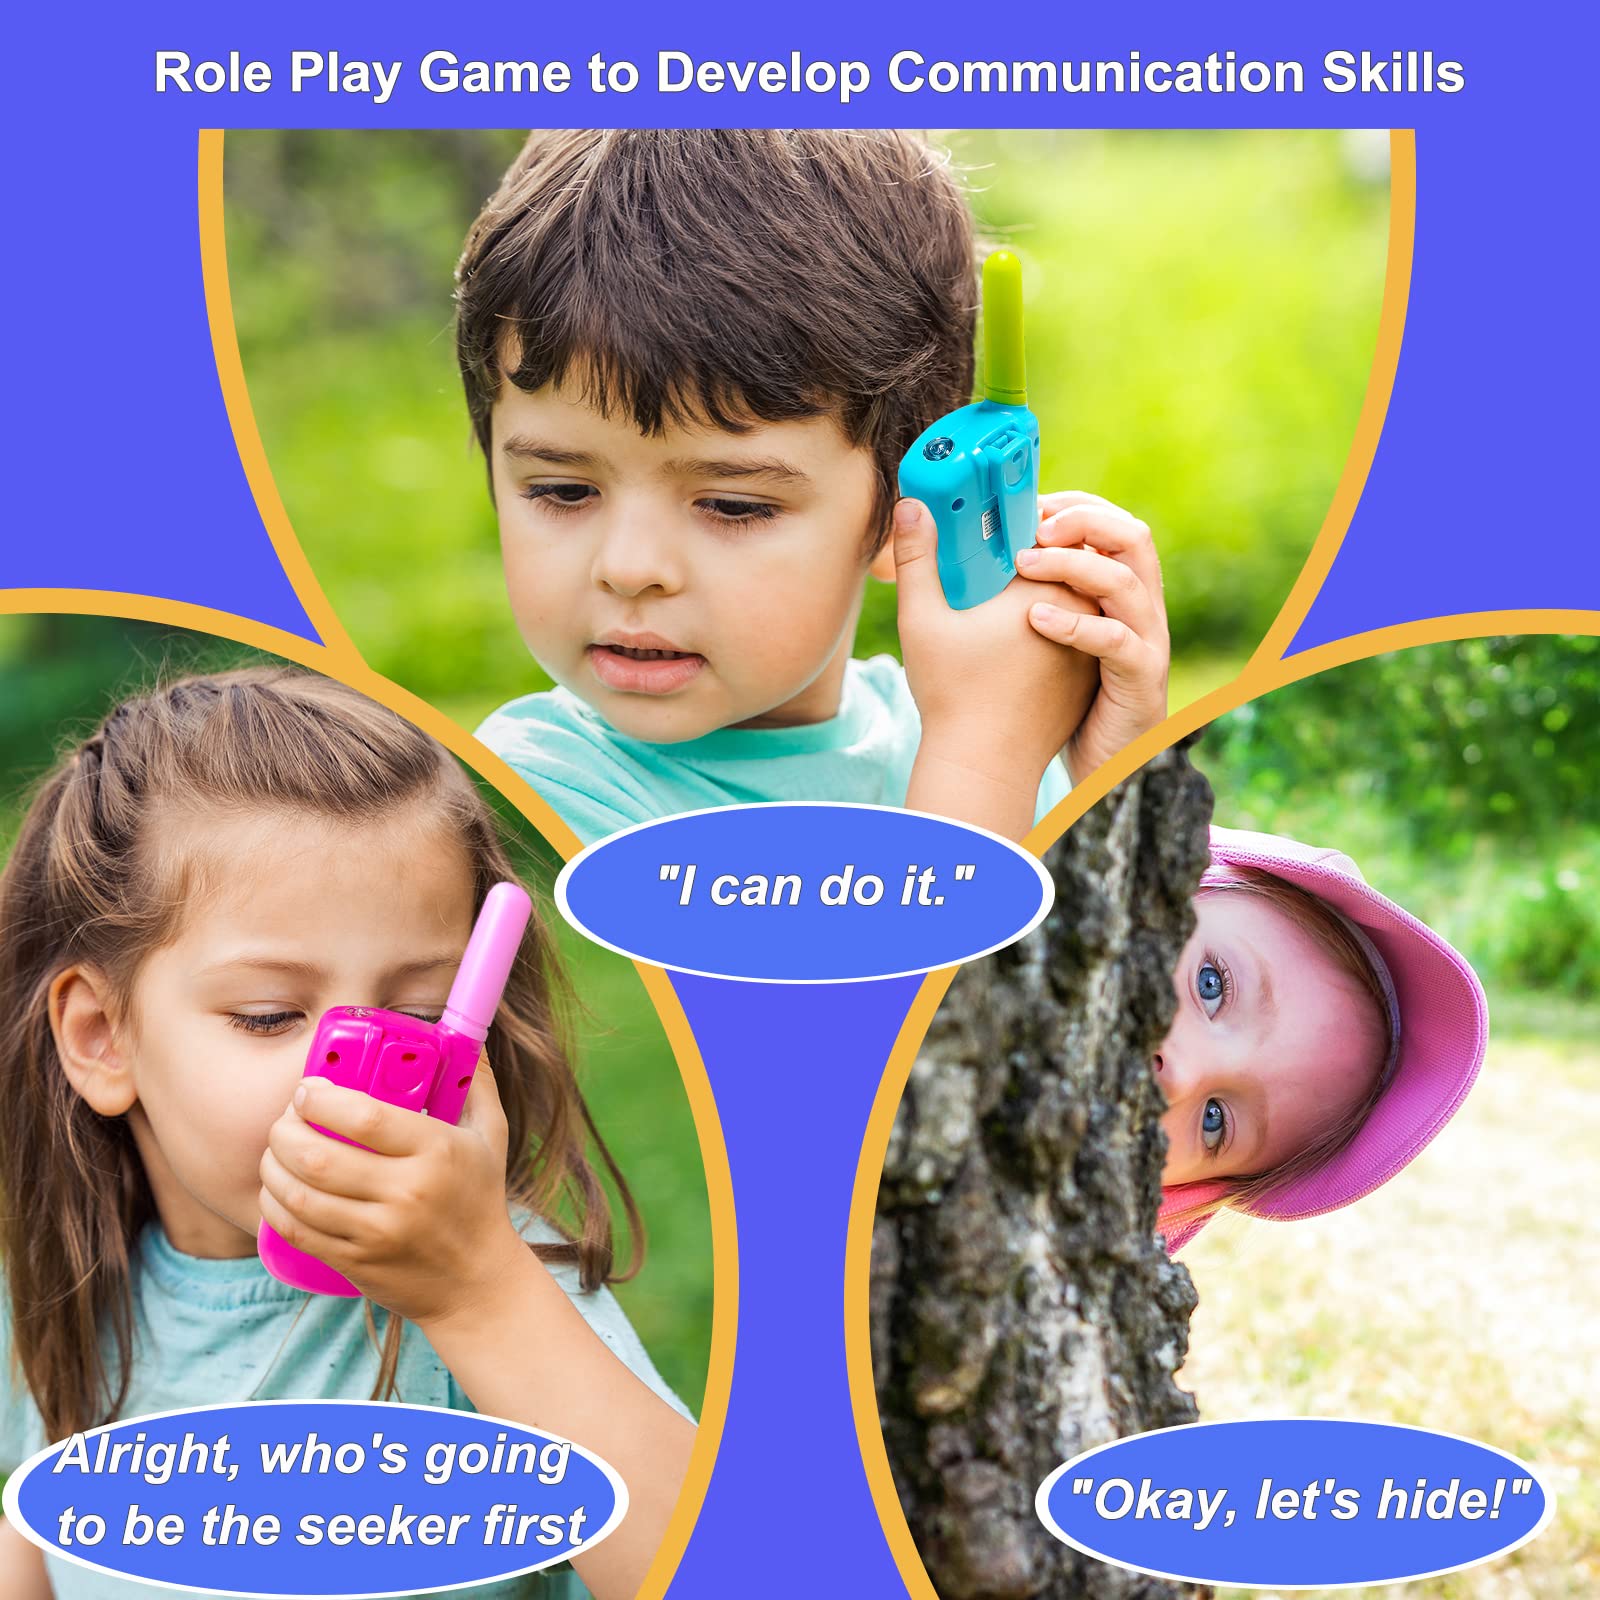 Role Play Game to Develop Communication Skills
"I can do it."
Alright, who's going
to be the seeker first
"Okay, let's hide!"